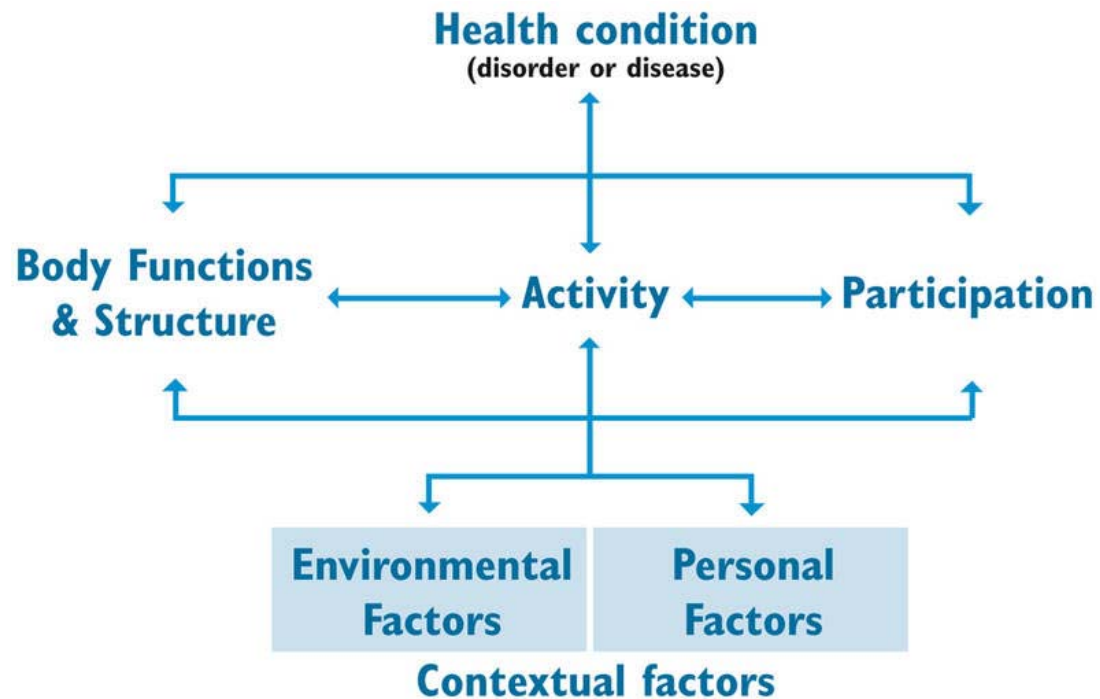 Health condition
(disorder or disease)
Body Functions
& Structure
Activity
Participation
Environmental
Factors
Personal
Factors
Contextual factors